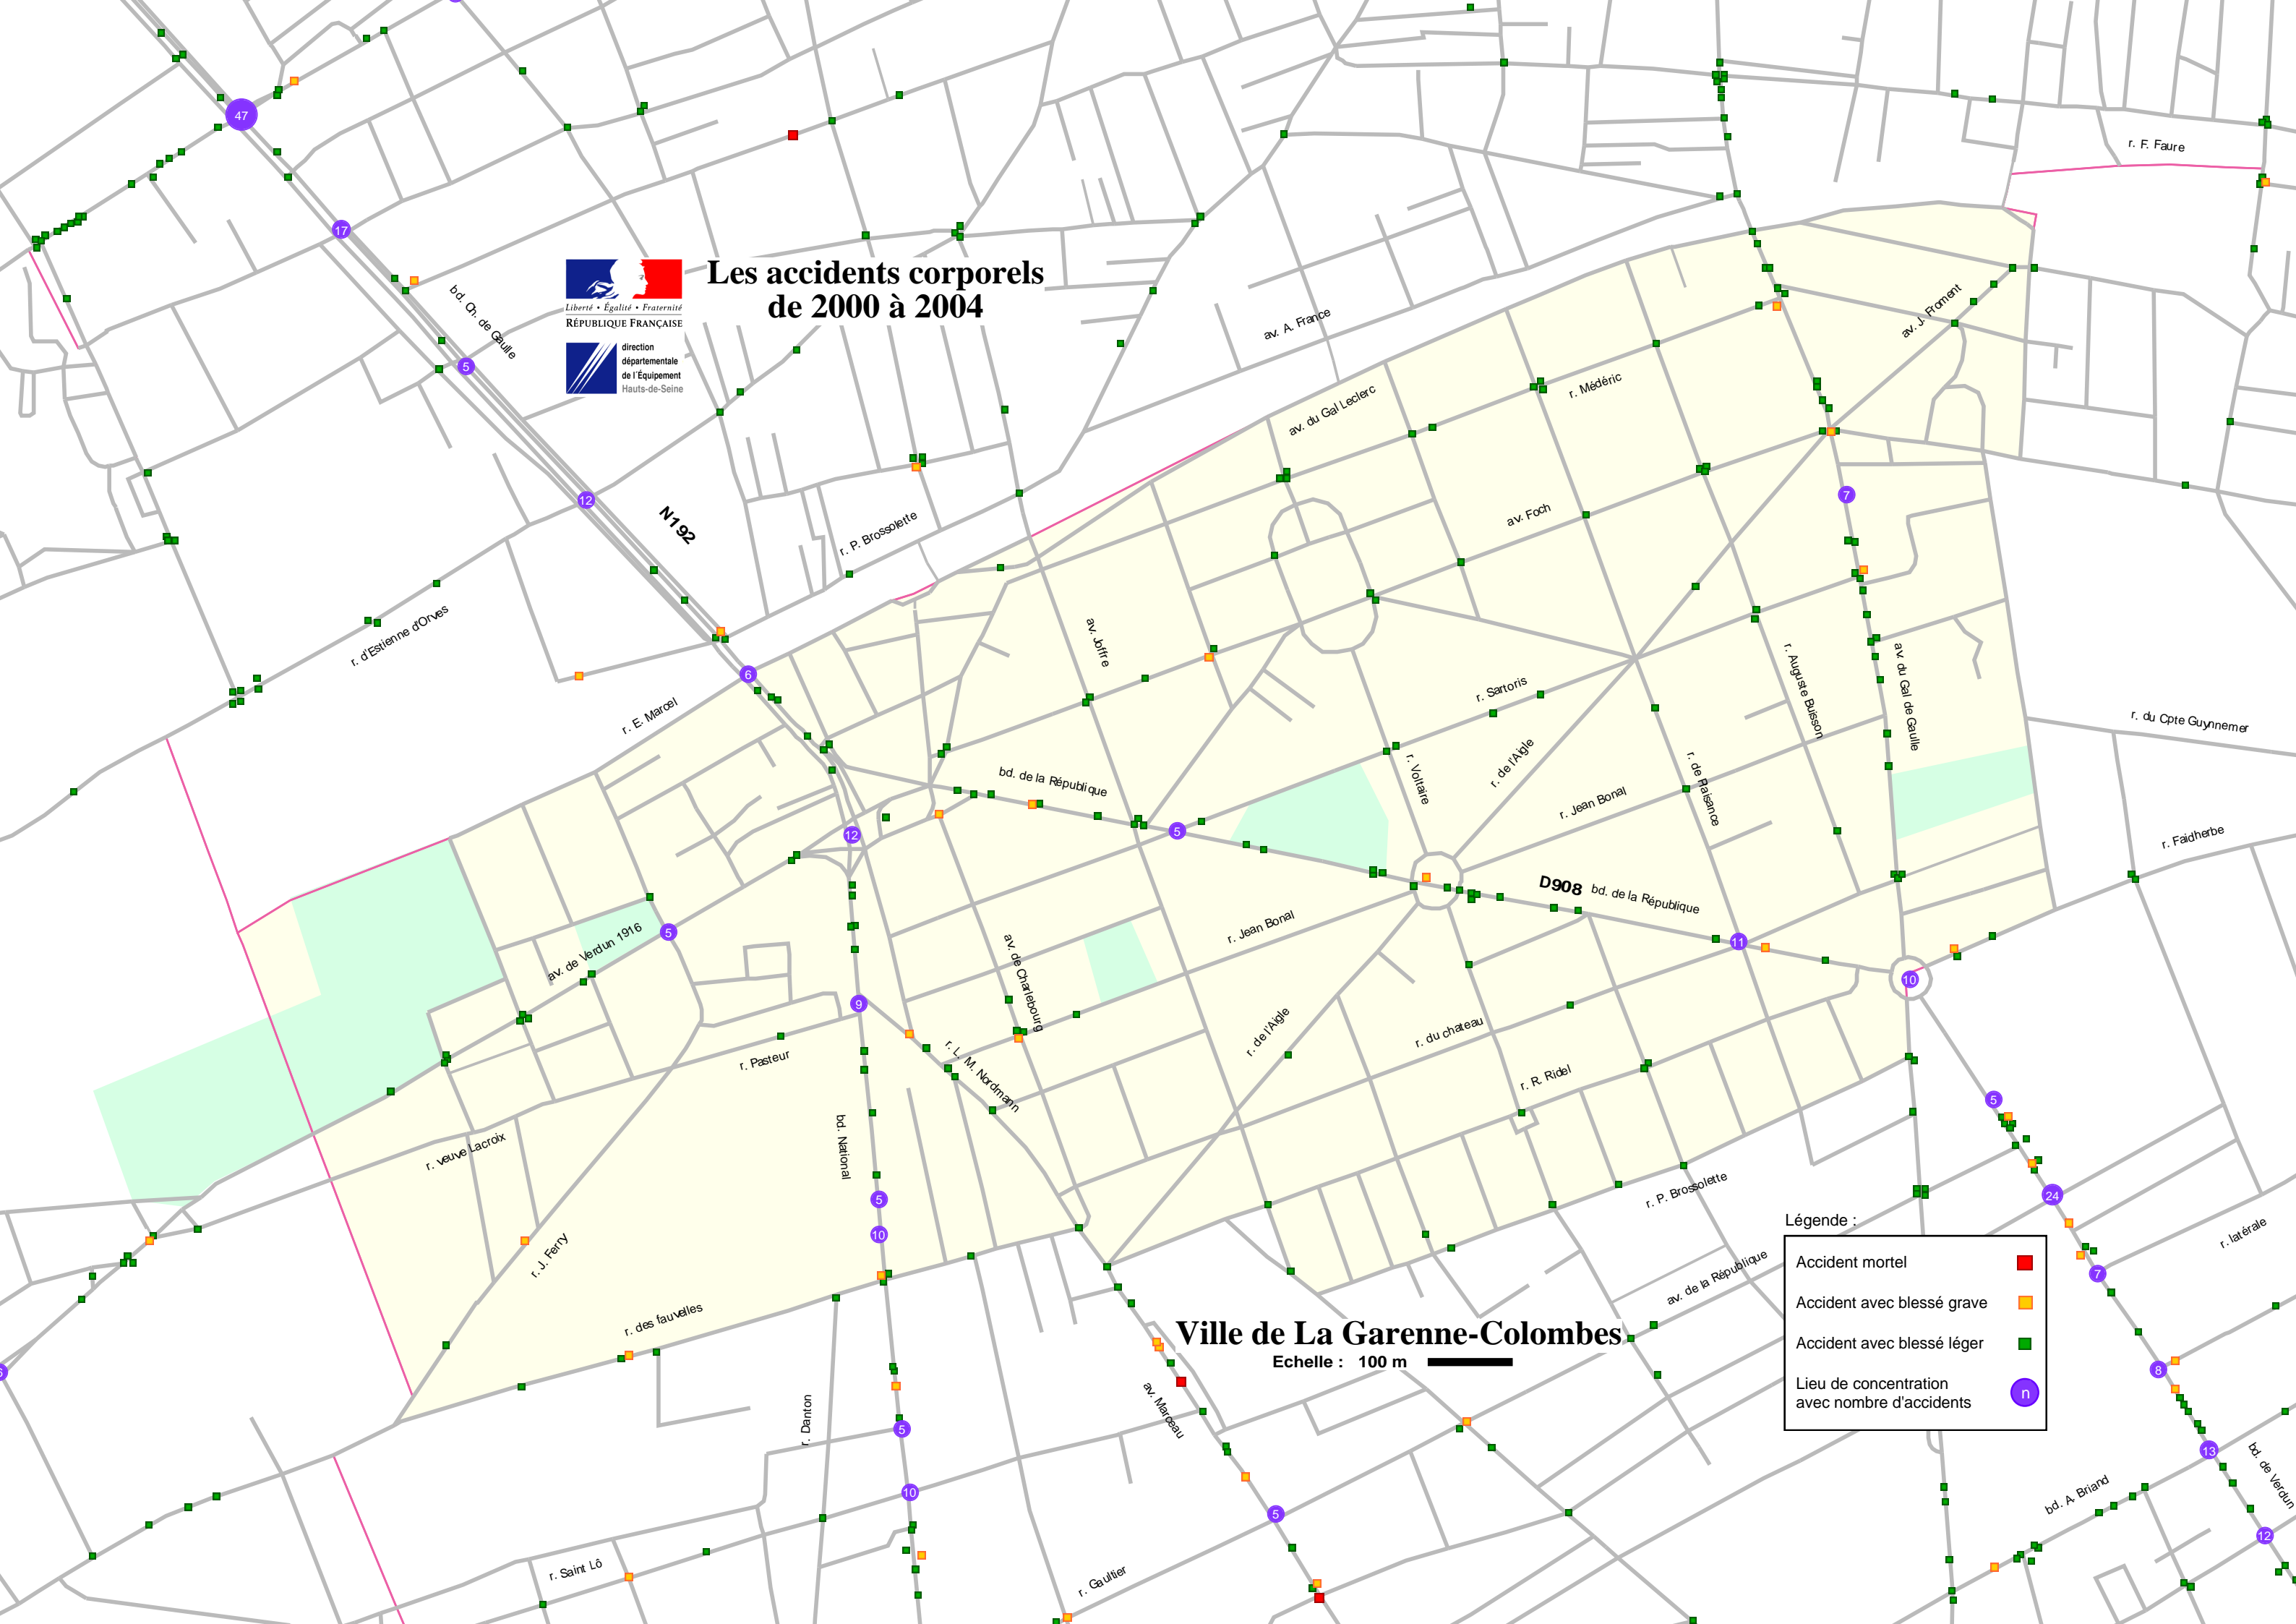 47
17
bd. Ch. de Gaulle
5
Liberté • Égalité • Fraternité
RÉPUBLIQUE FRANÇAISE
direction
départementale
de l'Équipement
Hauts-de-Seine
Les accidents corporels
de 2000 à 2004
r. F. Faure
av. A. France
av. J. Froment
av. du Gal Leclerc
r. Médéric
12
N192
r. P. Brossolette
av. Foch
7
r. d'Estienne d'Orves
av. Joffre
6
r. E. Marcel
r. Sartoris
r. Auguste Buisson
av. du Gal de Gaulle
r. du Cpte Guynnemer
bd. de la République
r. Voltaire
r. de l'Aigle
r. de Plaisance
r. Jean Bonal
12
5
r. Faidherbe
D908
bd. de la République
5
av. de Verdun 1916
r. Jean Bonal
av. de Charlebourg
11
10
9
r. Pasteur
r. L. M. Nordmann
r. de l'Aigle
r. du chateau
r. R. Ridel
5
bd. National
r. veuve Lacroix
5
10
r. P. Brossolette
24
r. J. Ferry
r. latérale
av. de la République
7
r. des fauvelles
Ville de La Garenne-Colombes
Echelle : 100 m
Légende :
Accident mortel
Accident avec blessé grave
Accident avec blessé léger
Lieu de concentration
avec nombre d'accidents
n
8
r. Danton
av. Marceau
5
10
5
13
bd. de Verdun
bd. A. Briand
12
r. Saint Lô
r. Gaultier